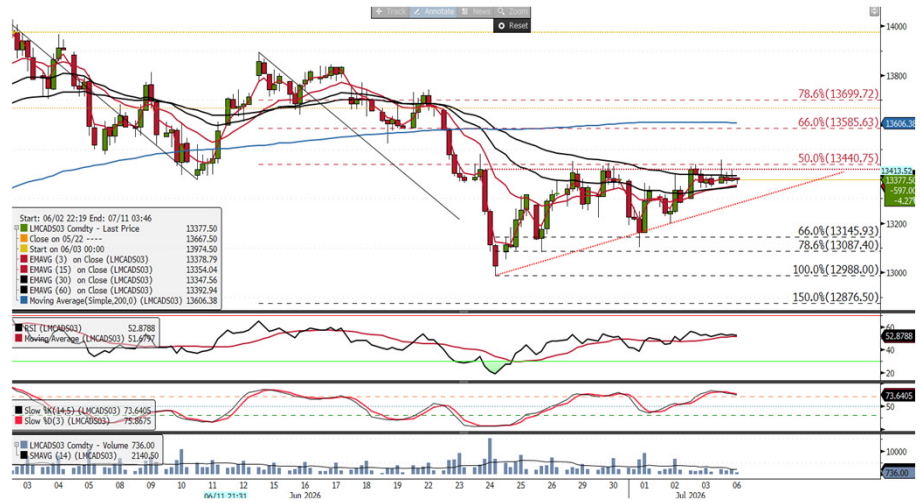 Track Annotate News Zoom
Reset
14000
13800
78.6%(13699.72)
66.0%(13585.63)
13606.38
50.0%(13440.75)
13413.52
13377.50
-597.00
-4.27%
66.0%(13145.93)
78.6%(13087.40)
100.0%(12988.00)
13000
150.0%(12876.50)
Start: 06/02 22:19 End: 07/11 03:46
LMCADS03 Comdty - Last Price 13377.50
Close on 05/22 ---- 13667.50
Start on 06/03 00:00 13974.50
EMAVG (3) on Close (LMCADS03) 13378.79
EMAVG (15) on Close (LMCADS03) 13354.04
EMAVG (30) on Close (LMCADS03) 13347.56
EMAVG (60) on Close (LMCADS03) 13392.94
Moving Average(Simple,200,0) (LMCADS03) 13606.38
RSI (LMCADS03) 52.8788
Moving Average (LMCADS03) 51.6797
60
52.8788
40
20
Slow %K(14,5) (LMCADS03) 73.6405
Slow %D(3) (LMCADS03) 75.8675
73.6405
50
LMCADS03 Comdty - Volume 736.00
SMAVG (14) (LMCADS03) 2140.50
10000
736.00
03 04 05 08 09 10 11 12 15 16 17 18 19 22 23 24 25 26 29 30 01 02 03 06
06/11 21:31 Jun 2026 Jul 2026